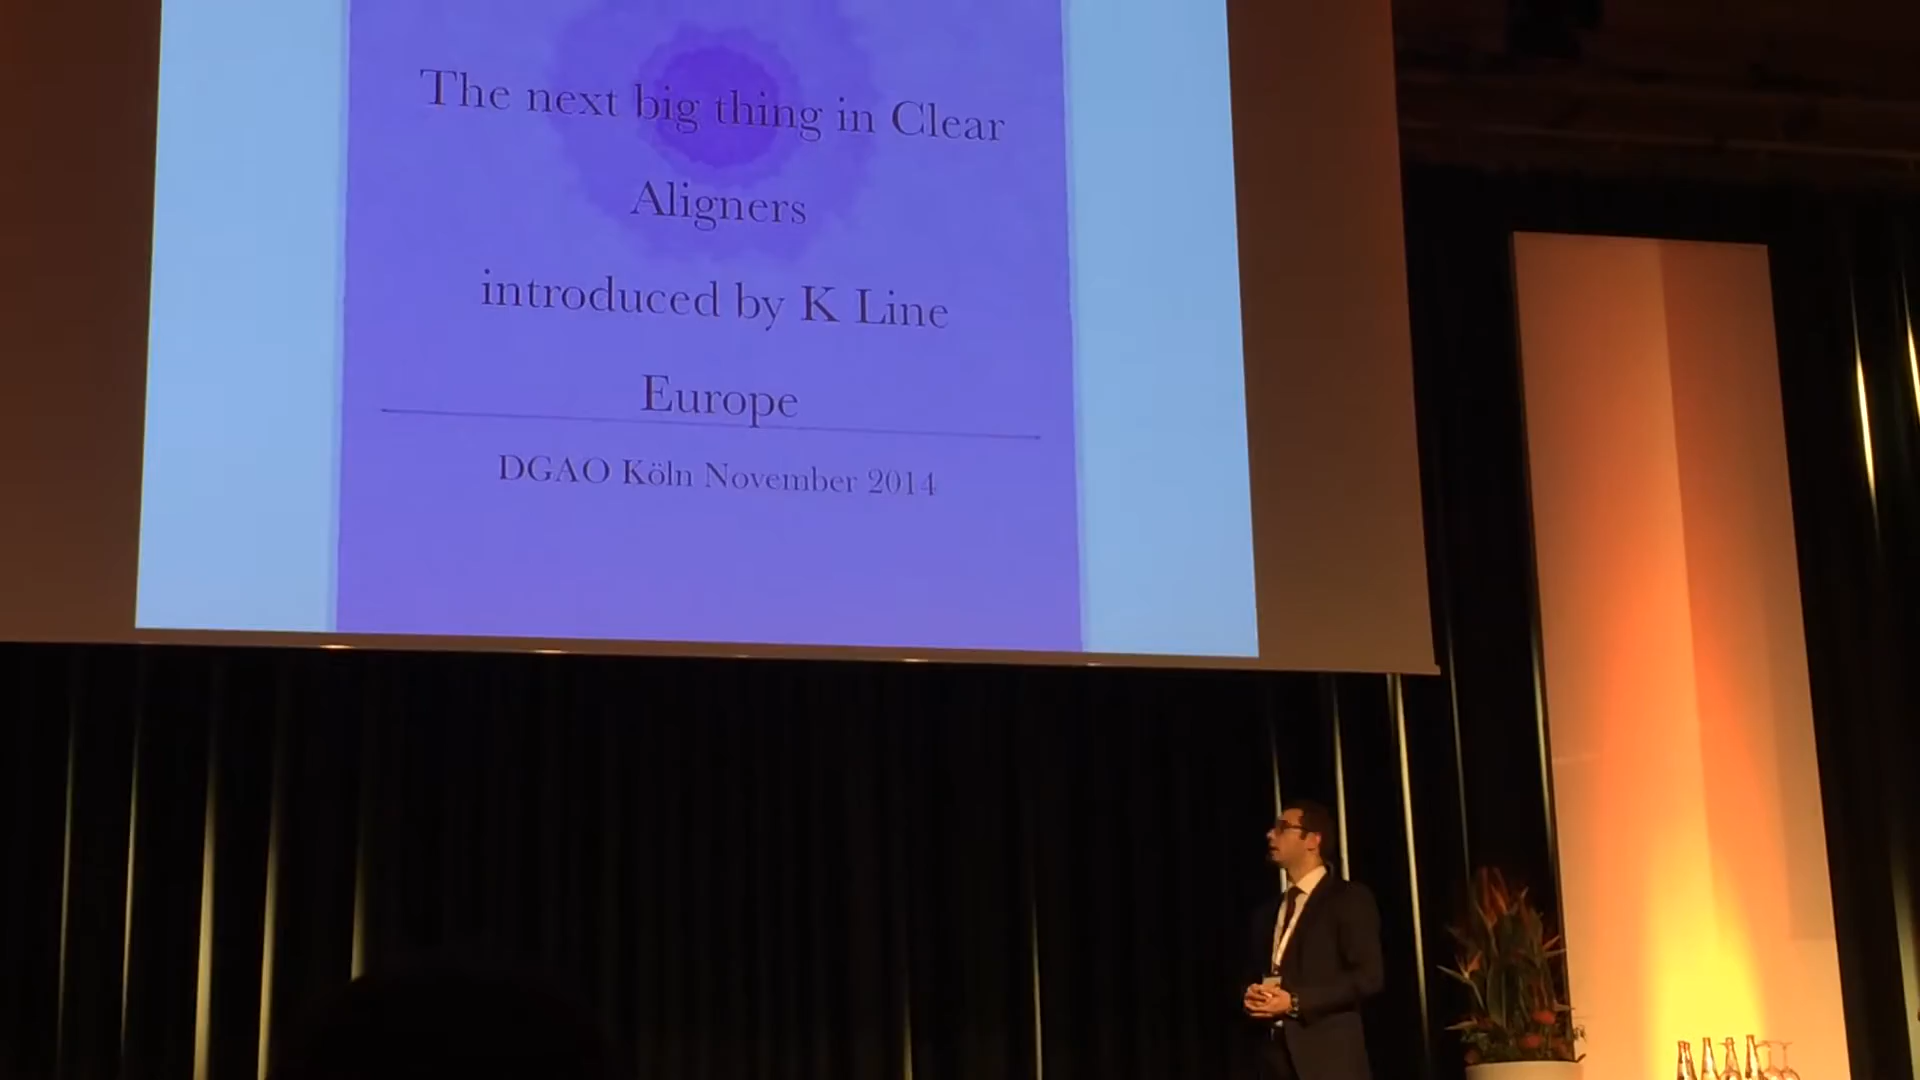 The next big thing in Clear
Aligners
introduced by K Line
Europe
DGAO Köln November 2014